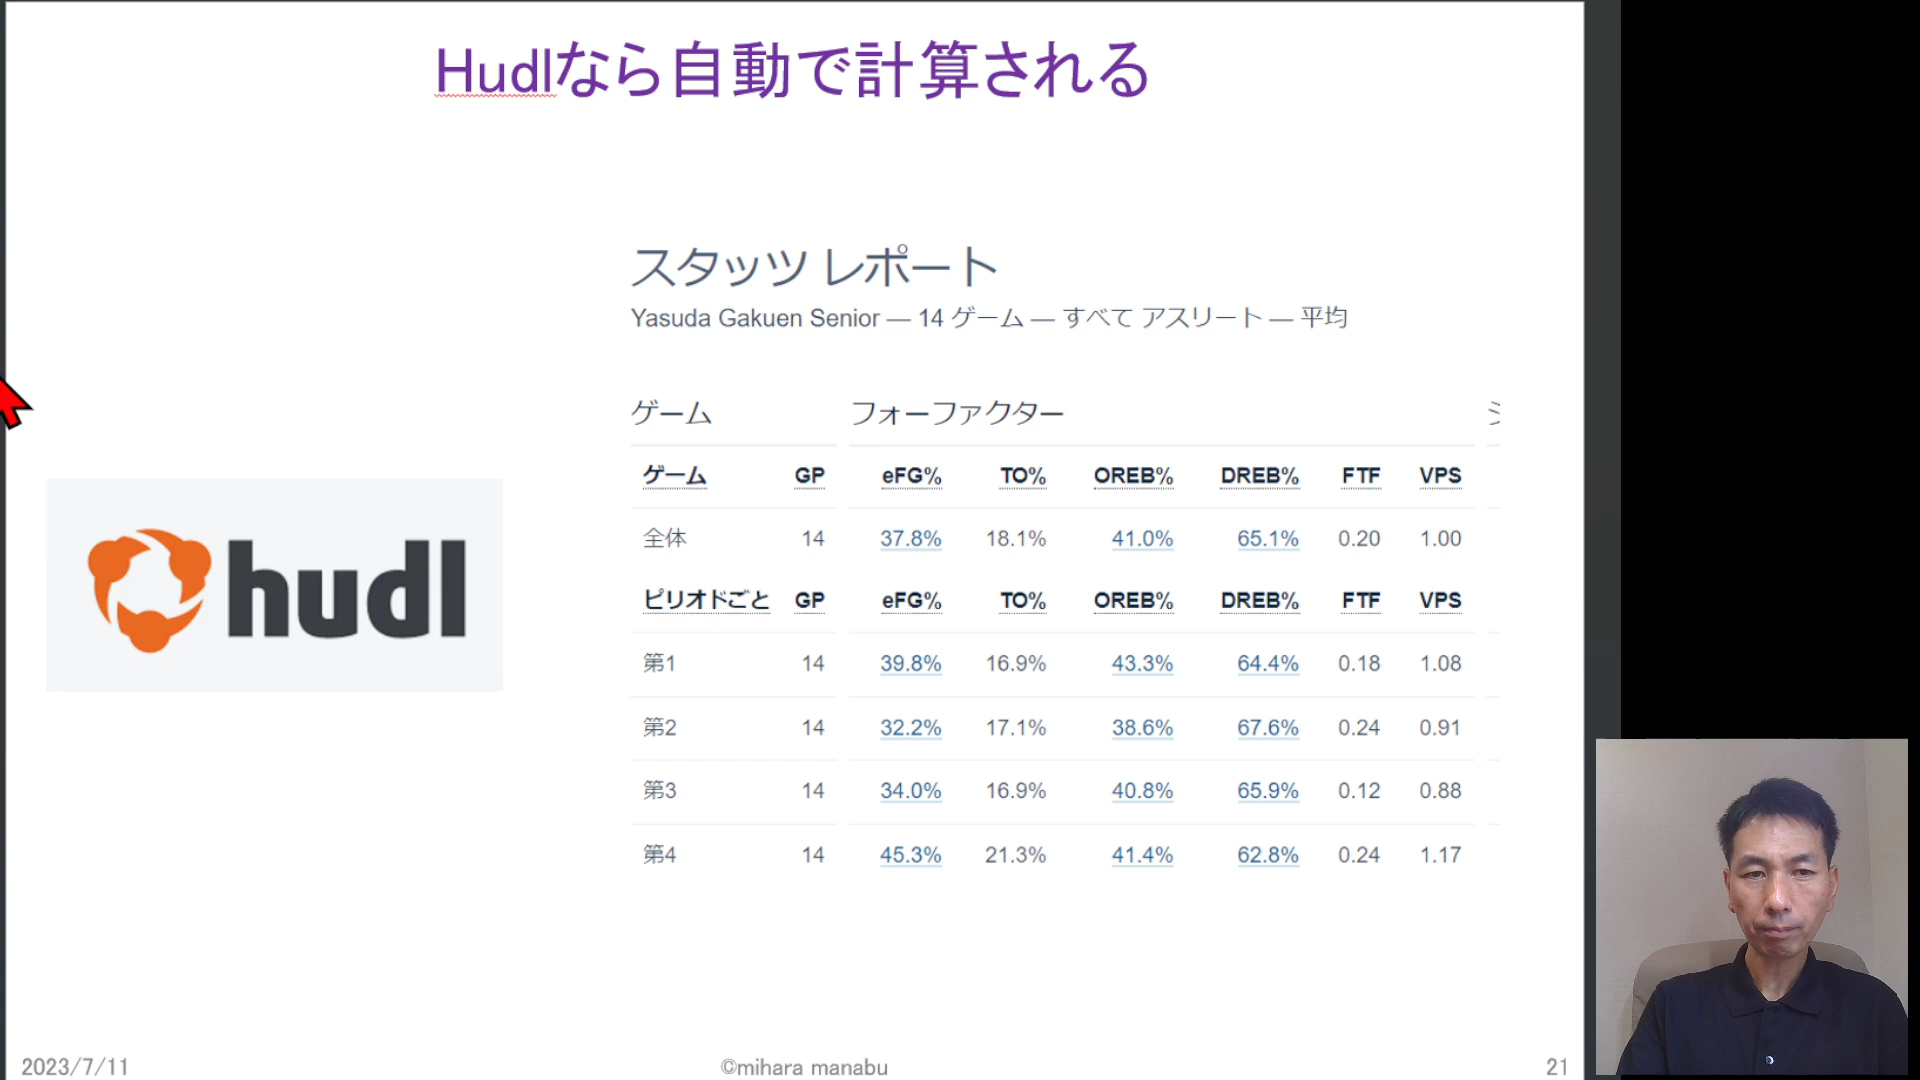 Hudlなら自動で計算される
スタッツ レポート
Yasuda Gakuen Senior — 14 ゲーム — すべて アスリート — 平均
ゲーム フォーファクター
ゲーム GP eFG% TO% OREB% DREB% FTF VPS
全体 14 37.8% 18.1% 41.0% 65.1% 0.20 1.00
ピリオドごと GP eFG% TO% OREB% DREB% FTF VPS
第1 14 39.8% 16.9% 43.3% 64.4% 0.18 1.08
第2 14 32.2% 17.1% 38.6% 67.6% 0.24 0.91
第3 14 34.0% 16.9% 40.8% 65.9% 0.12 0.88
第4 14 45.3% 21.3% 41.4% 62.8% 0.24 1.17
hudl
2023/7/11
©mihara manabu
21